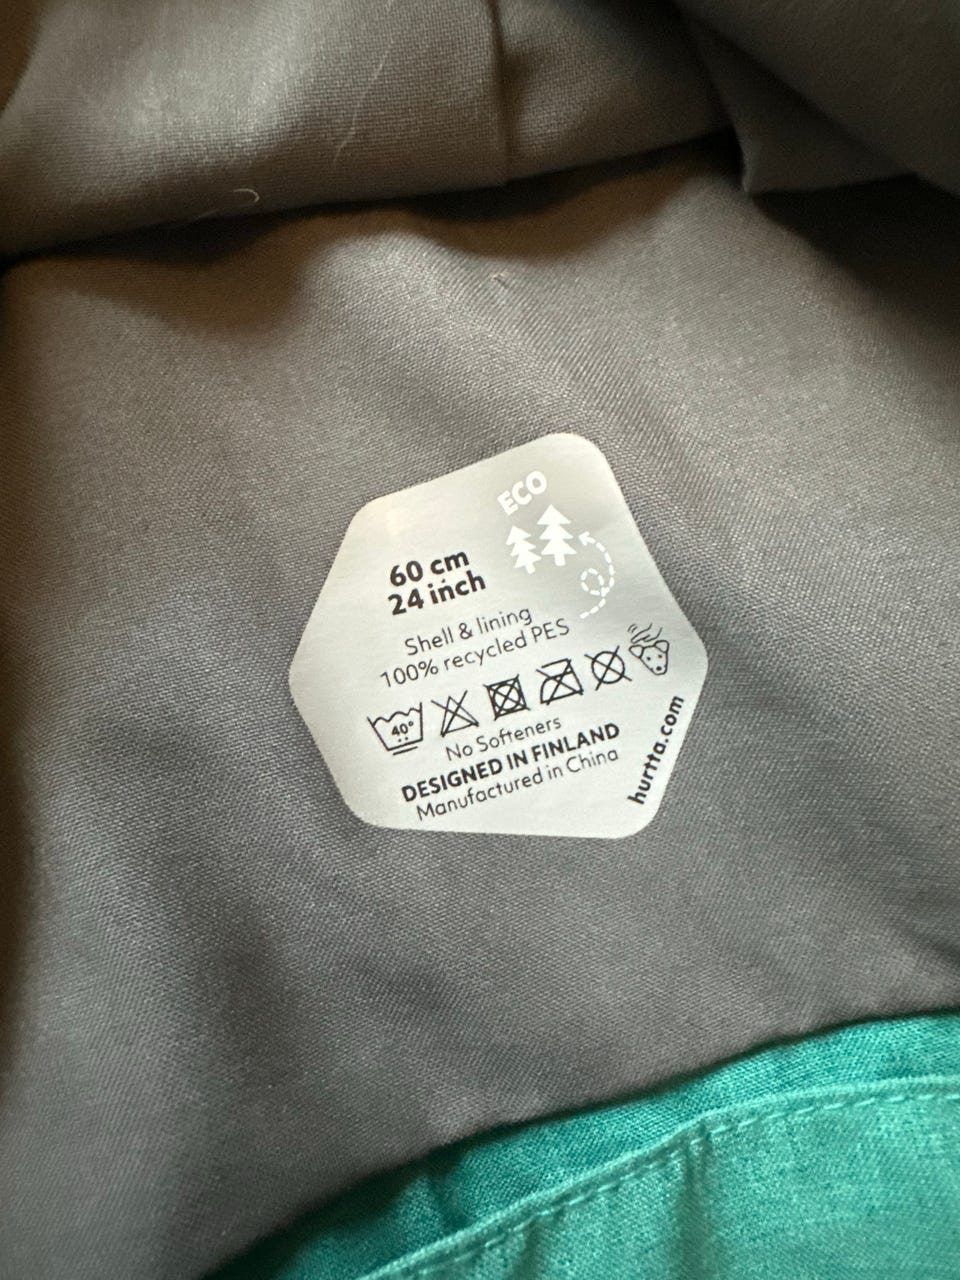 ECO
60 cm
24 inch
Shell & lining
100% recycled PES
40°
No Softeners
DESIGNED IN FINLAND
Manufactured in China
hurtta.com